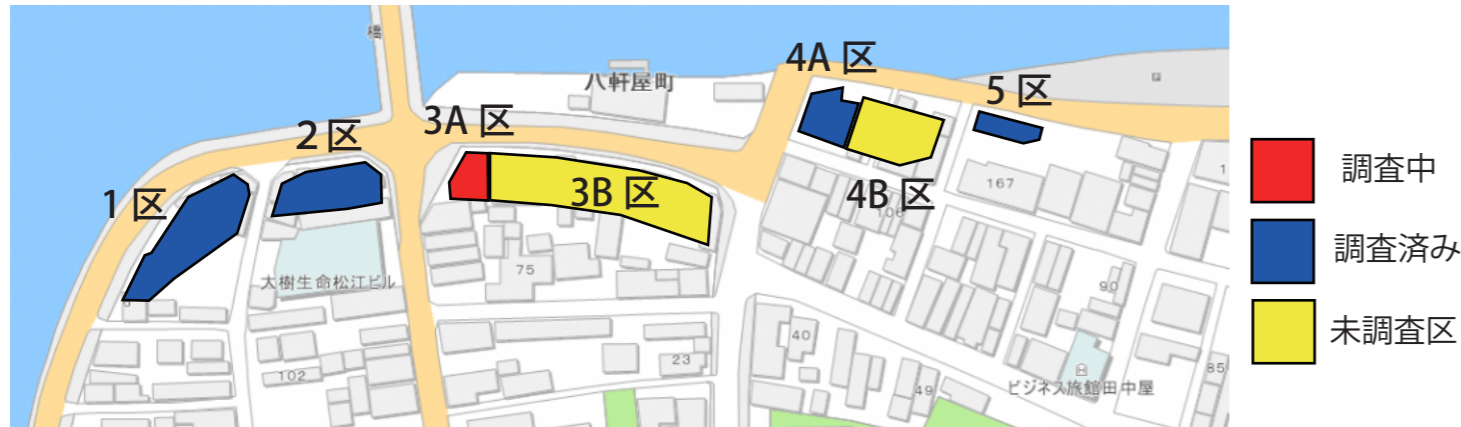 橋
八軒屋町
4A 区
5 区
3A 区
2 区
1 区
3B 区
4B 区
167
106
75
大樹生命松江ビル
90
40
23
102
49
85
ビジネス旅館田中屋
調査中
調査済み
未調査区